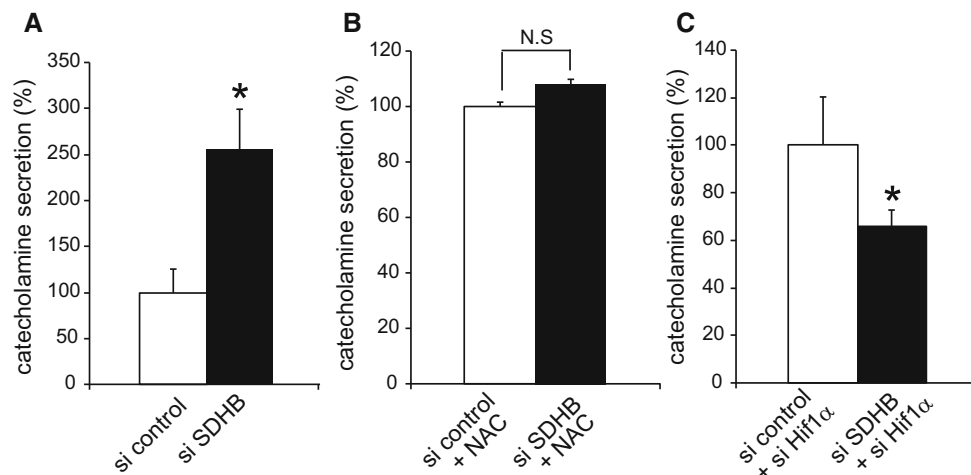 A
catecholamine secretion (%)
350
300
250
200
150
100
50
0
*
si control
si SDHB
B
catecholamine secretion (%)
120
100
80
60
40
20
0
N.S
si control
+ NAC
si SDHB
+ NAC
C
catecholamine secretion (%)
140
120
100
80
60
40
20
0
*
si control
+ si Hif1α
si SDHB
+ si Hif1α